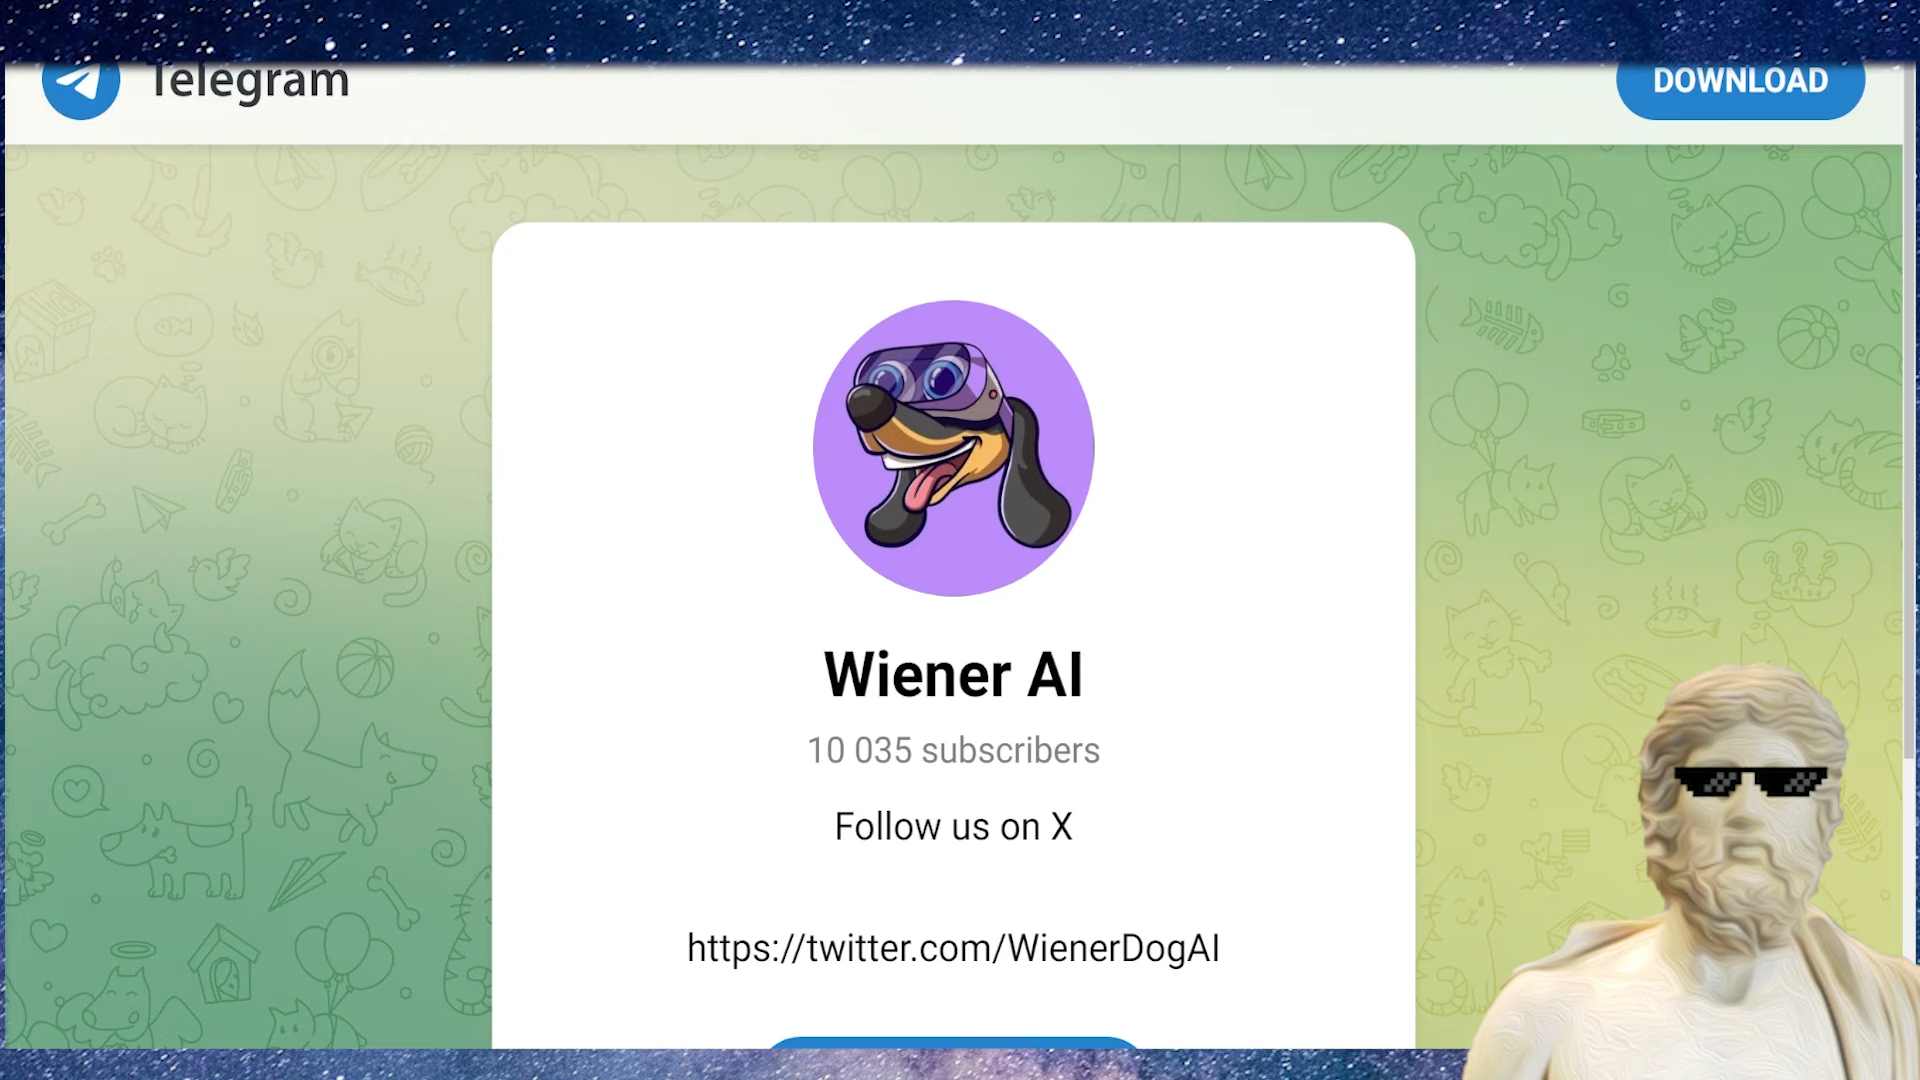 Telegram
DOWNLOAD
Wiener AI
10 035 subscribers
Follow us on X
https://twitter.com/WienerDogAI